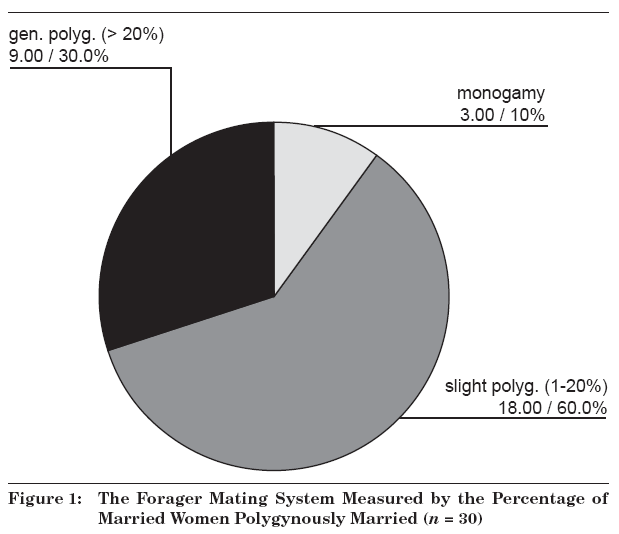 gen. polyg. (> 20%)
9.00 / 30.0%
monogamy
3.00 / 10%
slight polyg. (1-20%)
18.00 / 60.0%
Figure 1: The Forager Mating System Measured by the Percentage of
Married Women Polygynously Married (n = 30)